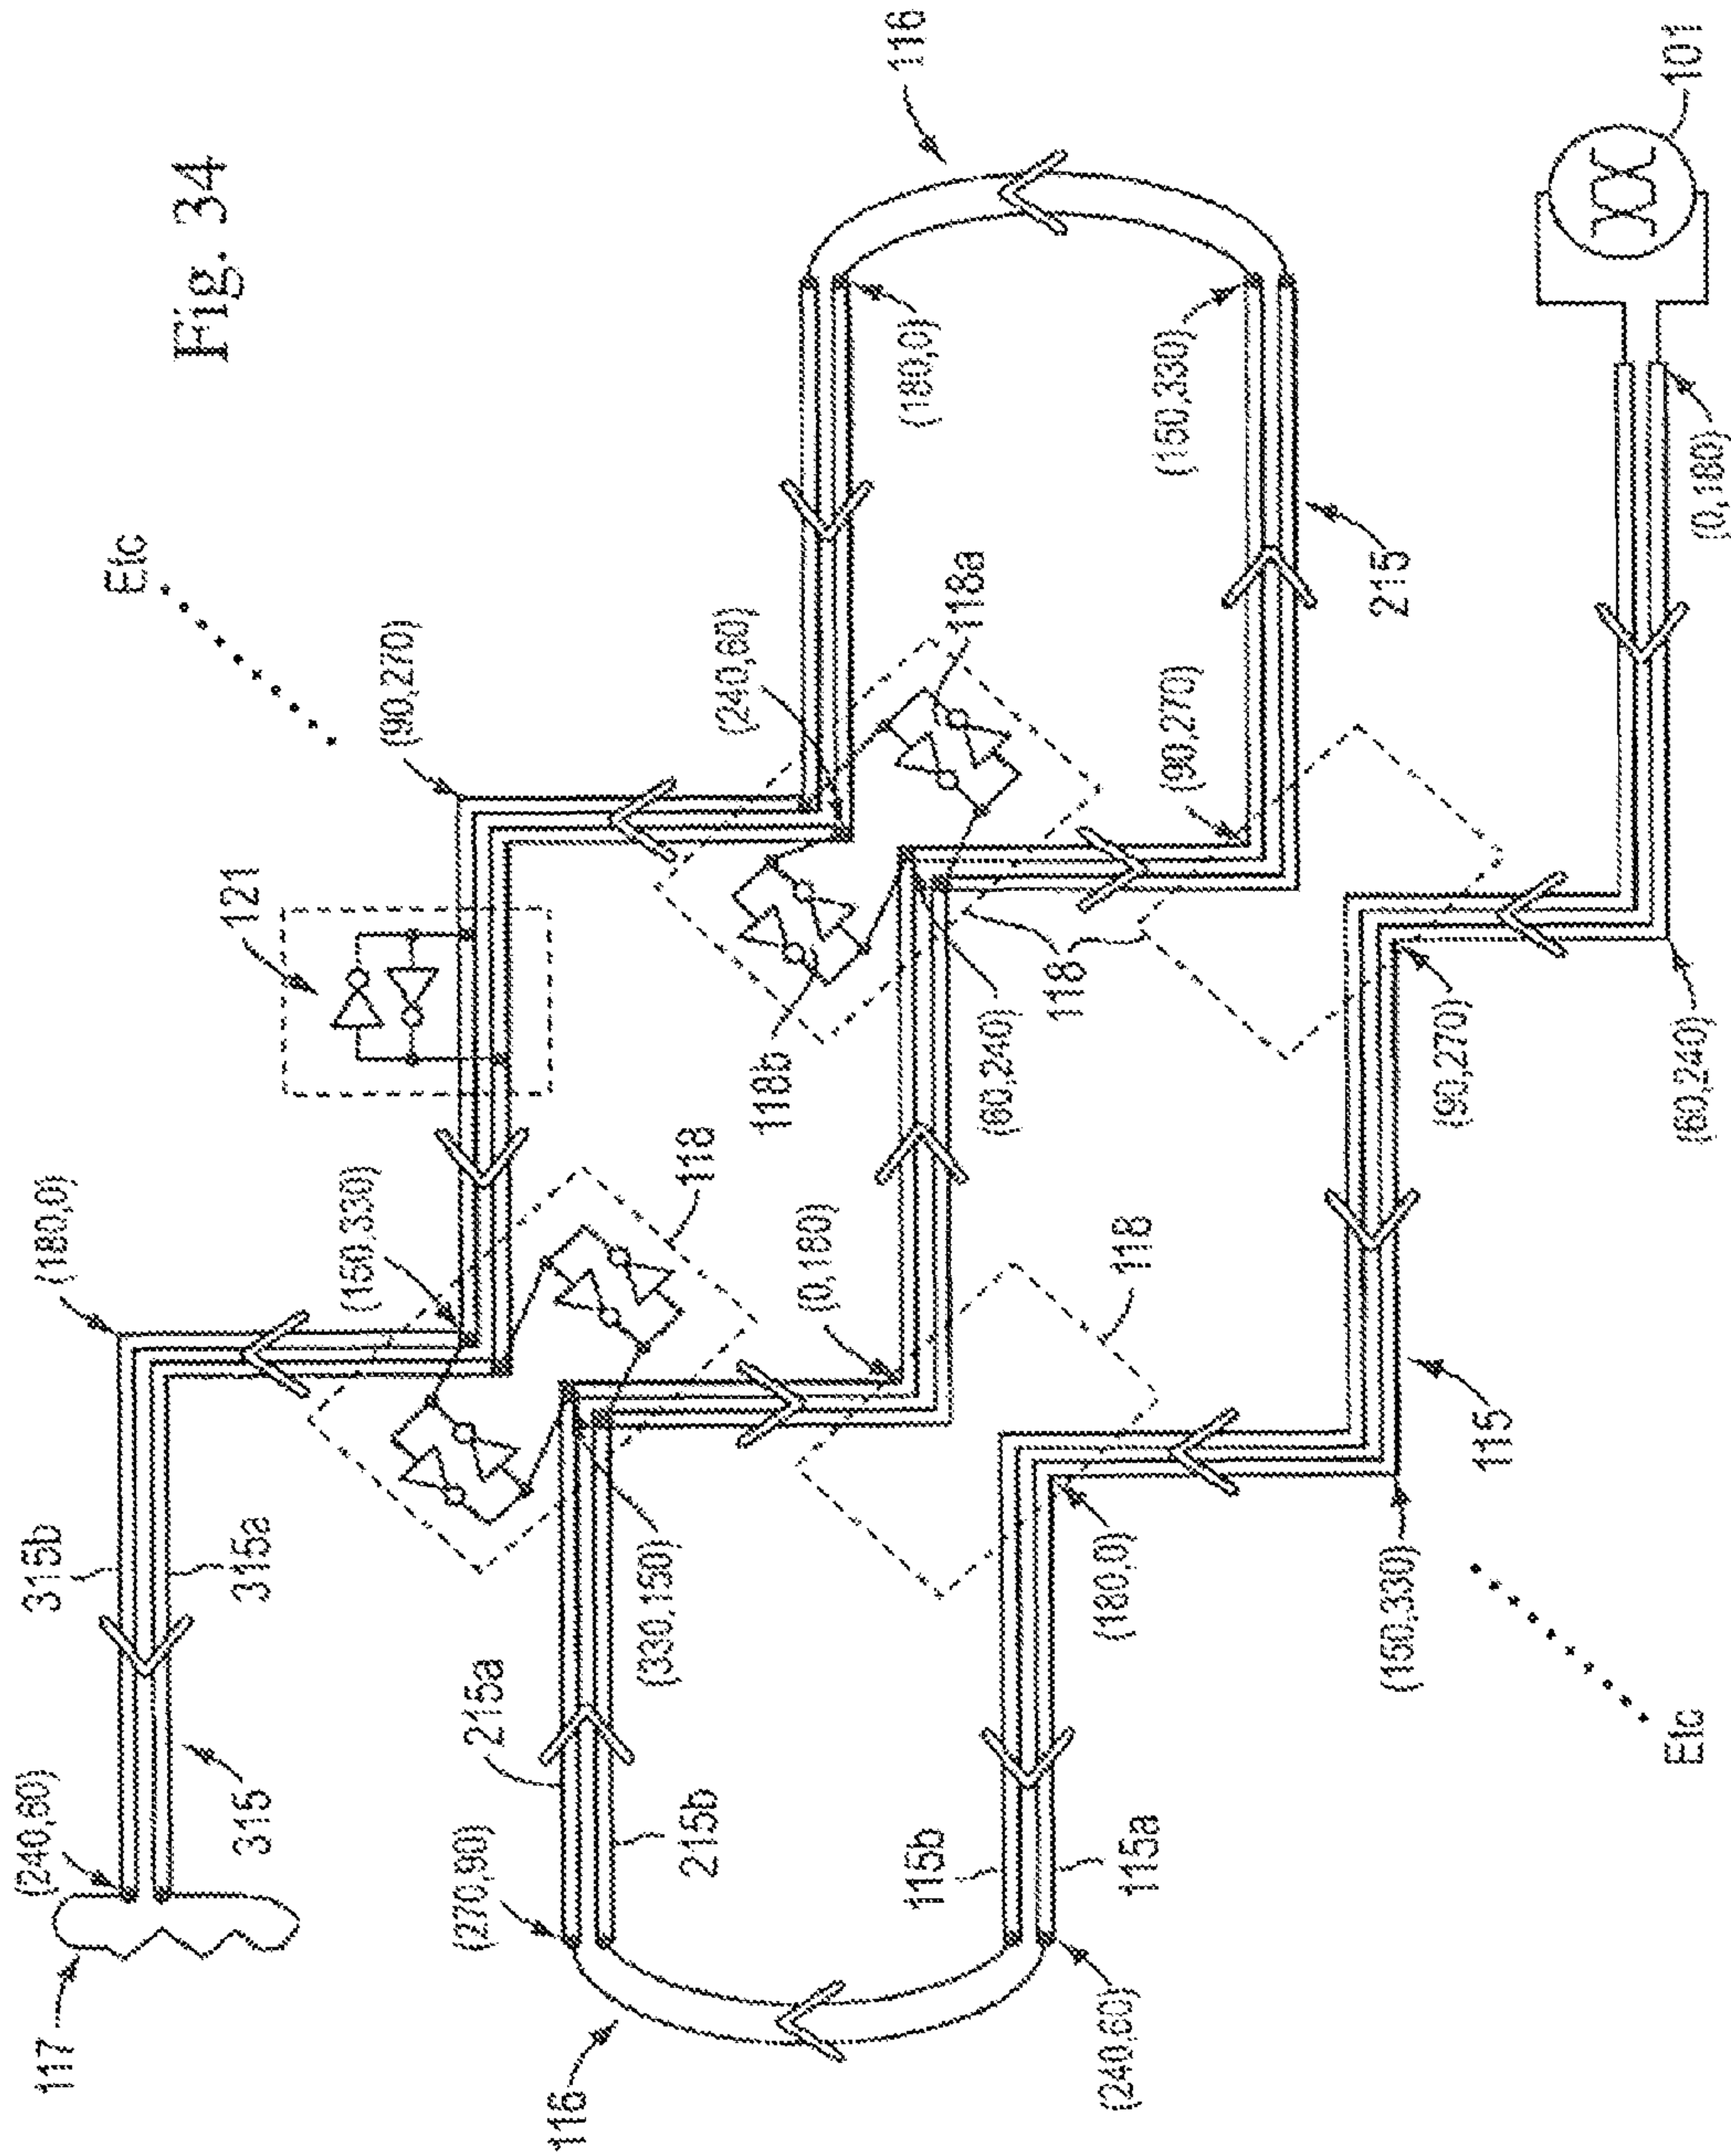 Fig. 34
117
(240,60)
315
315b
315a
(180,0)
(150,330)
118
121
(90,270)
Etc
(240,60)
118a
118b
116
(180,0)
(150,330)
215
(90,270)
118
(60,240)
(0,180)
118
(330,150)
215a
215b
(270,90)
116
115b
115a
(240,60)
(180,0)
(150,330)
115
Etc
(90,270)
(60,240)
(0,180)
101